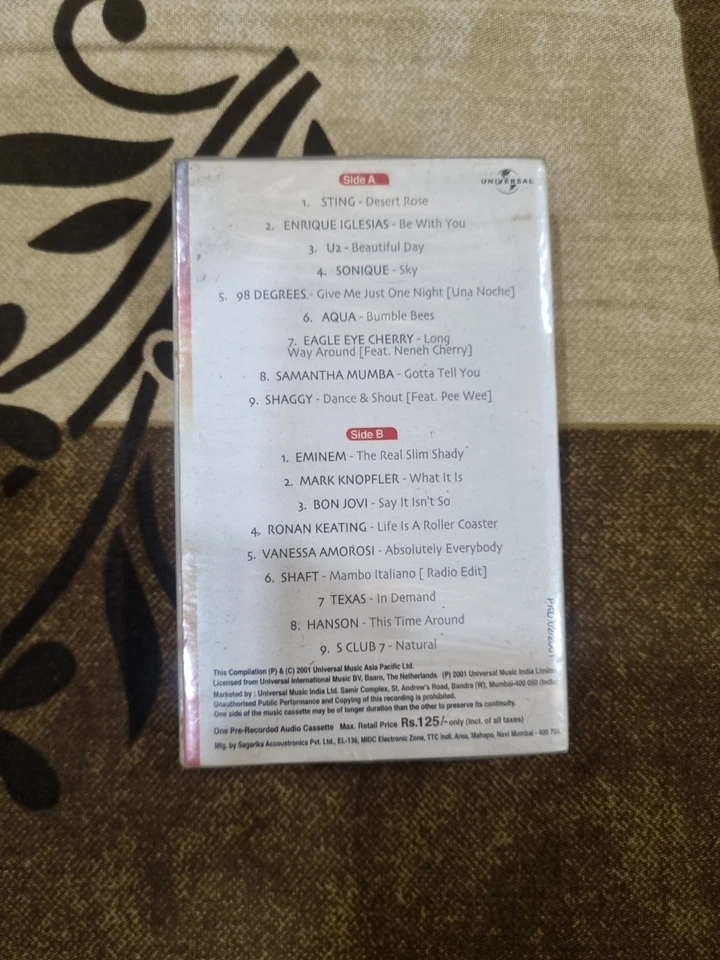 Side A
UNIVERSAL
1. STING - Desert Rose
2. ENRIQUE IGLESIAS - Be With You
3. U2 - Beautiful Day
4. SONIQUE - Sky
5. 98 DEGREES - Give Me Just One Night [Una Noche]
6. AQUA - Bumble Bees
7. EAGLE EYE CHERRY - Long
Way Around [Feat. Neneh Cherry]
8. SAMANTHA MUMBA - Gotta Tell You
9. SHAGGY - Dance & Shout [Feat. Pee Wee]
Side B
1. EMINEM - The Real Slim Shady
2. MARK KNOPFLER - What It Is
3. BON JOVI - Say It Isn't So
4. RONAN KEATING - Life Is A Roller Coaster
5. VANESSA AMOROSI - Absolutely Everybody
6. SHAFT - Mambo Italiano [ Radio Edit]
7 TEXAS - In Demand
8. HANSON - This Time Around
9. S CLUB 7 - Natural
This Compilation (P) & (C) 2001 Universal Music Asia Pacific Ltd.
Licensed from Universal International Music BV, Baarn, The Netherlands (P) 2001 Universal Music India Limited
Marketed by : Universal Music India Ltd. Samir Complex, St. Andrew's Road, Bandra (W), Mumbai-400 050 (India)
Unauthorised Public Performance and Copying of this recording is prohibited.
One side of the music cassette may be of longer duration than the other to preserve its continuity.
One Pre-Recorded Audio Cassette Max. Retail Price Rs.125/- only (Incl. of all taxes)
Mfg. by Sagarika Accoustronics Pvt. Ltd., EL-136, MIDC Electronic Zone, TTC Indl. Area, Mahape, Navi Mumbai - 400